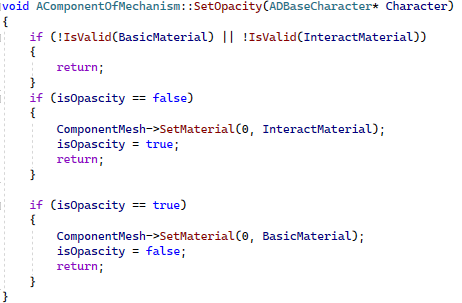 void AComponentOfMechanism::SetOpacity(ADBaseCharacter* Character)
{
    if (!IsValid(BasicMaterial) || !IsValid(InteractMaterial))
    {
        return;
    }
    if (isOpascity == false)
    {
        ComponentMesh->SetMaterial(0, InteractMaterial);
        isOpascity = true;
        return;
    }

    if (isOpascity == true)
    {
        ComponentMesh->SetMaterial(0, BasicMaterial);
        isOpascity = false;
        return;
    }
}